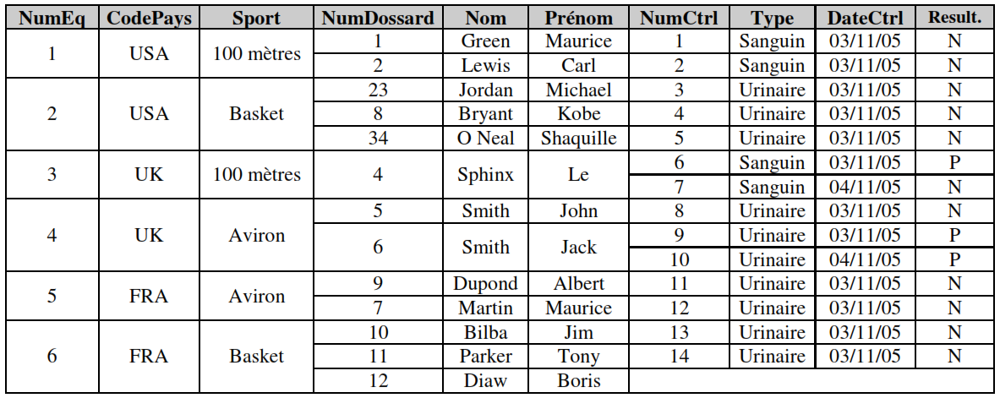 NumEq CodePays Sport NumDossard Nom Prénom NumCtrl Type DateCtrl Result.
1 USA 100 mètres 1 Green Maurice 1 Sanguin 03/11/05 N
2 Lewis Carl 2 Sanguin 03/11/05 N
2 USA Basket 23 Jordan Michael 3 Urinaire 03/11/05 N
8 Bryant Kobe 4 Urinaire 03/11/05 N
34 O Neal Shaquille 5 Urinaire 03/11/05 N
3 UK 100 mètres 4 Sphinx Le 6 Sanguin 03/11/05 P
7 Sanguin 04/11/05 N
4 UK Aviron 5 Smith John 8 Urinaire 03/11/05 N
6 Smith Jack 9 Urinaire 03/11/05 P
10 Urinaire 04/11/05 P
5 FRA Aviron 9 Dupond Albert 11 Urinaire 03/11/05 N
7 Martin Maurice 12 Urinaire 03/11/05 N
6 FRA Basket 10 Bilba Jim 13 Urinaire 03/11/05 N
11 Parker Tony 14 Urinaire 03/11/05 N
12 Diaw Boris